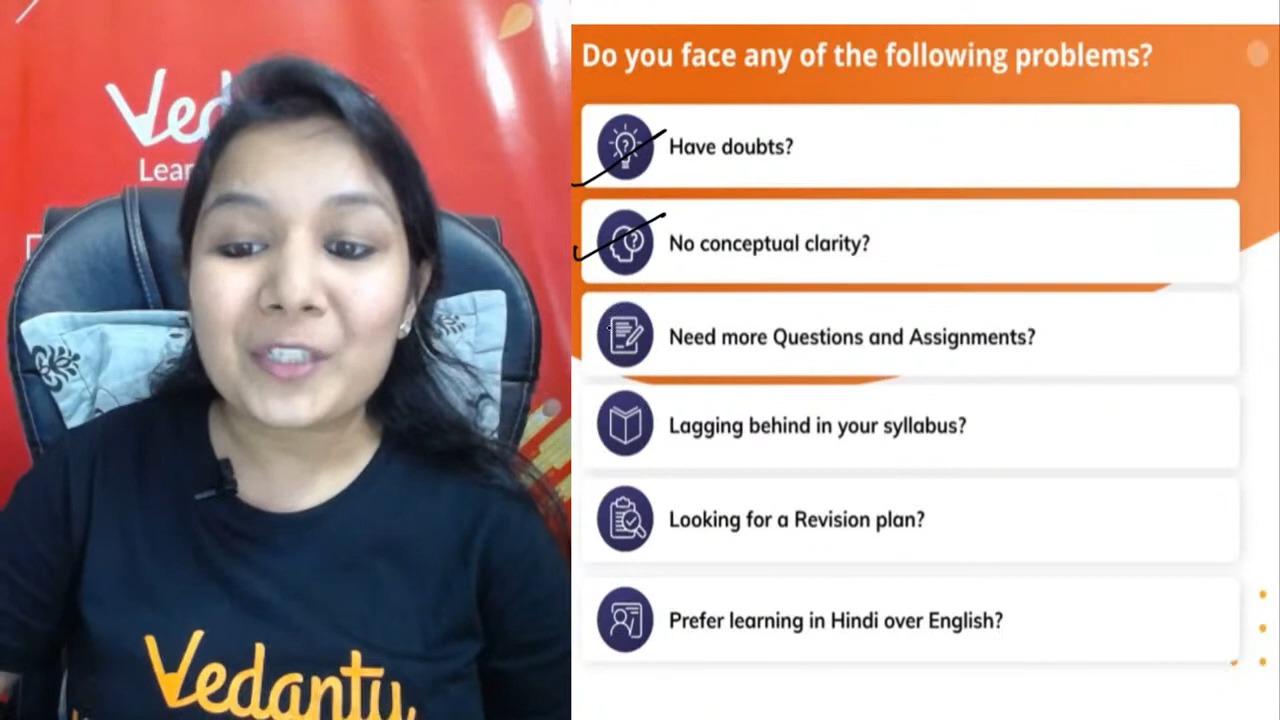 Ved
Lear
Vedantu
Do you face any of the following problems?
Have doubts?
No conceptual clarity?
Need more Questions and Assignments?
Lagging behind in your syllabus?
Looking for a Revision plan?
Prefer learning in Hindi over English?